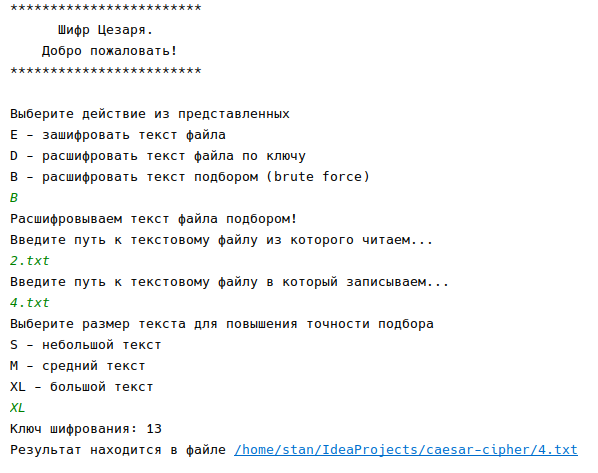 ************************
Шифр Цезаря.
Добро пожаловать!
************************
Выберите действие из представленных
E – зашифровать текст файла
D – расшифровать текст файла по ключу
B – расшифровать текст подбором (brute force)
B
Расшифровываем текст файла подбором!
Введите путь к текстовому файлу из которого читаем...
2.txt
Введите путь к текстовому файлу в который записываем...
4.txt
Выберите размер текста для повышения точности подбора
S – небольшой текст
M – средний текст
XL – большой текст
XL
Ключ шифрования: 13
Результат находится в файле /home/stan/IdeaProjects/caesar-cipher/4.txt